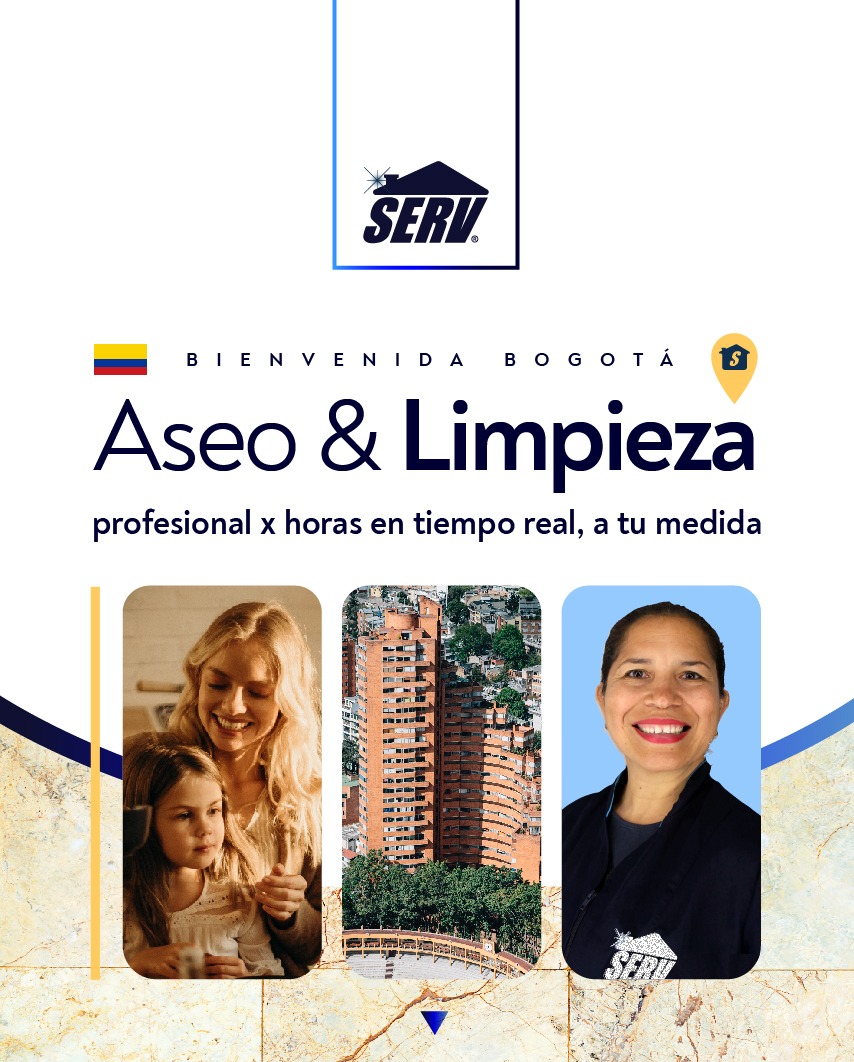 SERV®
BIENVENIDA BOGOTÁ
S
Aseo & Limpieza
profesional x horas en tiempo real, a tu medida
SERV